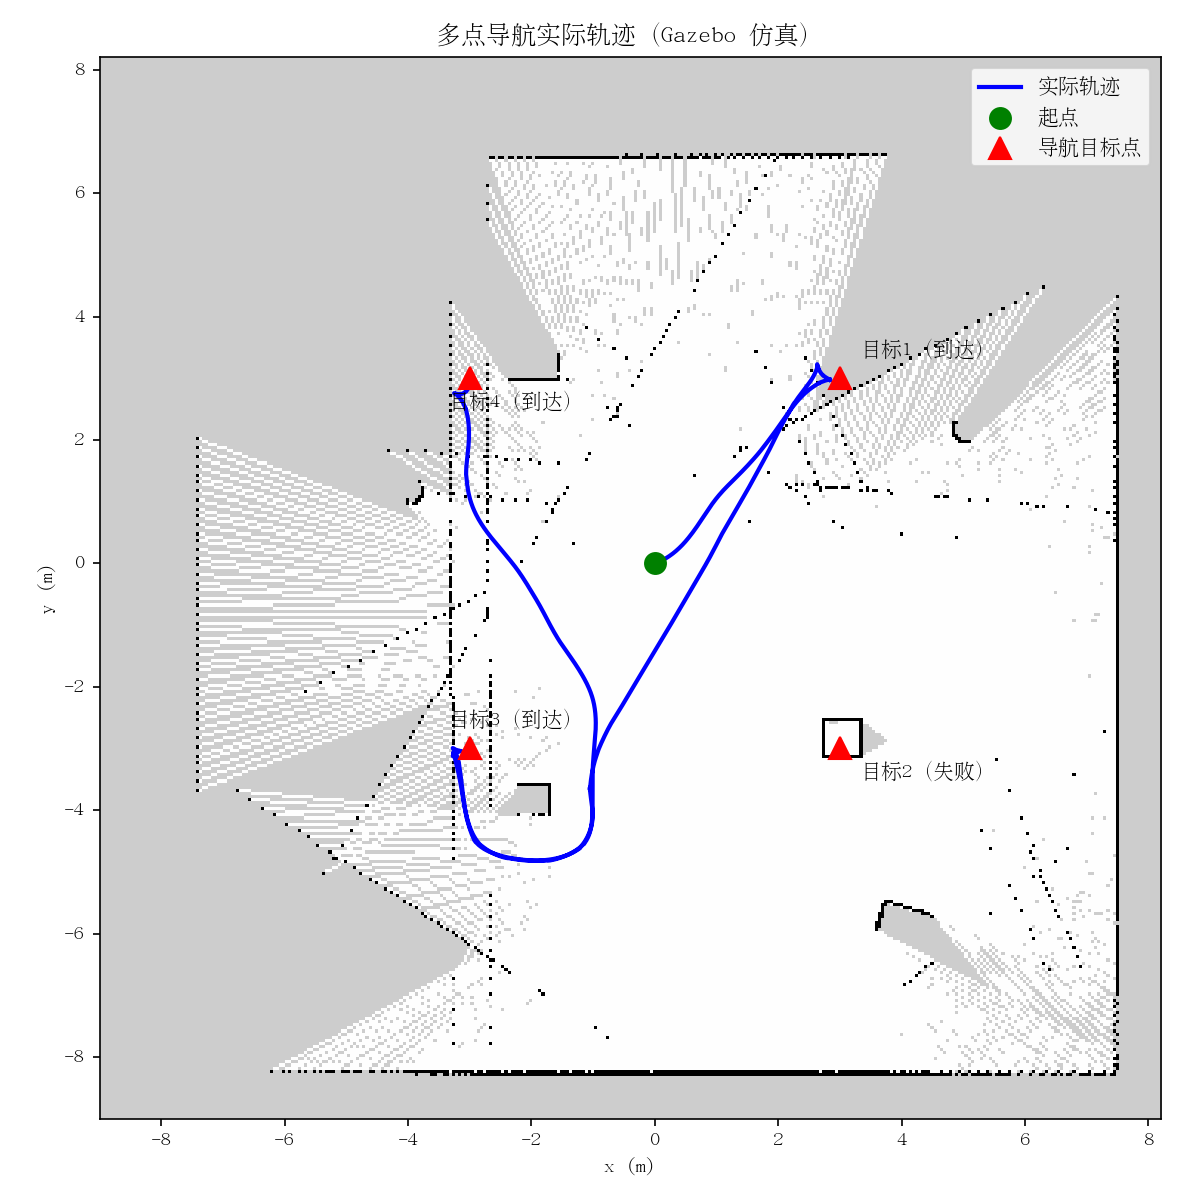 多点导航实际轨迹 (Gazebo 仿真)
实际轨迹
起点
导航目标点
目标1 (到达)
目标4 (到达)
目标3 (到达)
目标2 (失败)
y (m)
8
6
4
2
0
-2
-4
-6
-8
-8 -6 -4 -2 0 2 4 6 8
x (m)